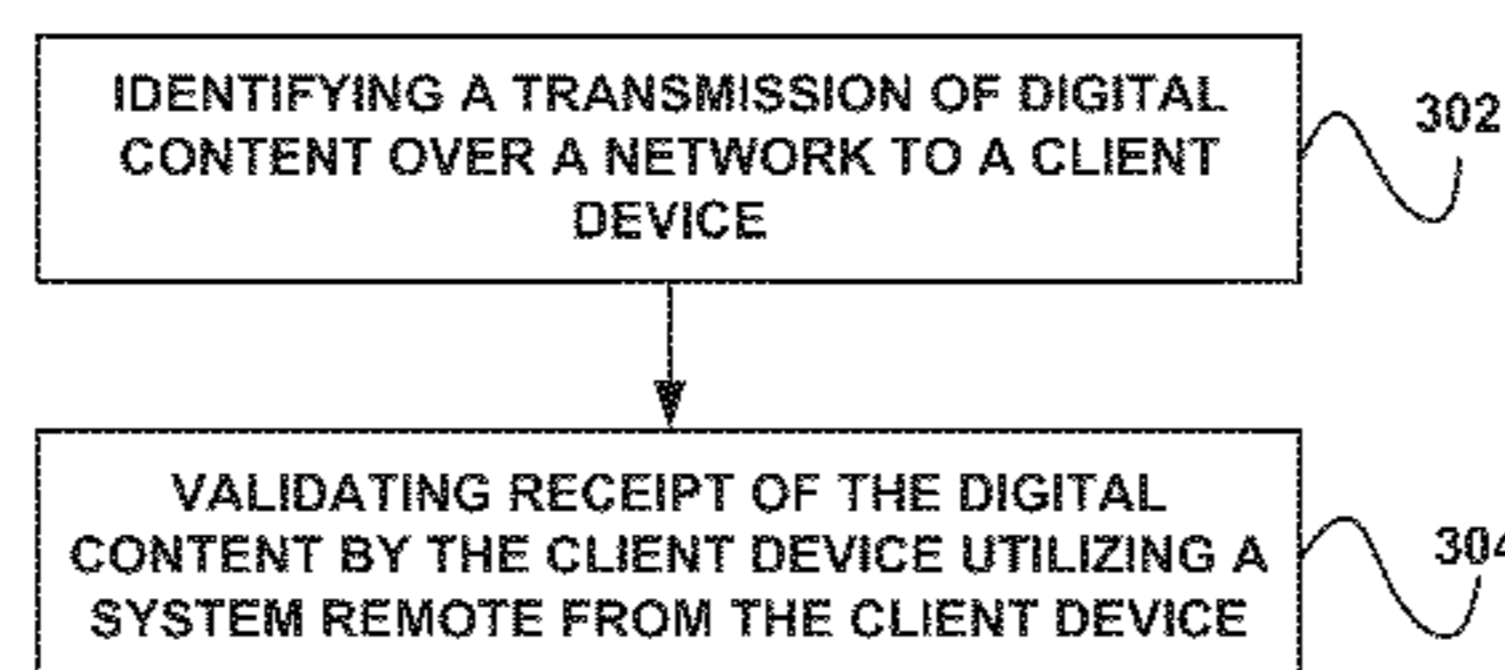 IDENTIFYING A TRANSMISSION OF DIGITAL
CONTENT OVER A NETWORK TO A CLIENT
DEVICE
302
VALIDATING RECEIPT OF THE DIGITAL
CONTENT BY THE CLIENT DEVICE UTILIZING A
SYSTEM REMOTE FROM THE CLIENT DEVICE
304